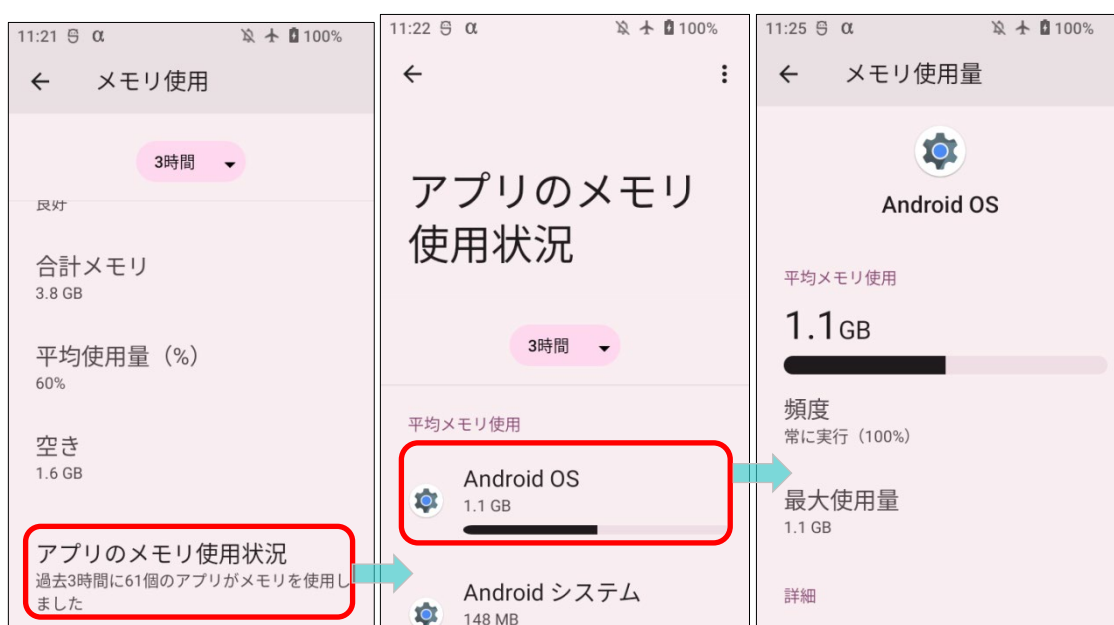 11:21 α 100%
メモリ使用
3時間
良好
合計メモリ
3.8 GB
平均使用量（%）
60%
空き
1.6 GB
アプリのメモリ使用状況
過去3時間に61個のアプリがメモリを使用し
ました
11:22 α 100%
アプリのメモリ
使用状況
3時間
平均メモリ使用
Android OS
1.1 GB
Android システム
148 MB
11:25 α 100%
メモリ使用量
Android OS
平均メモリ使用
1.1GB
頻度
常に実行（100%）
最大使用量
1.1 GB
詳細